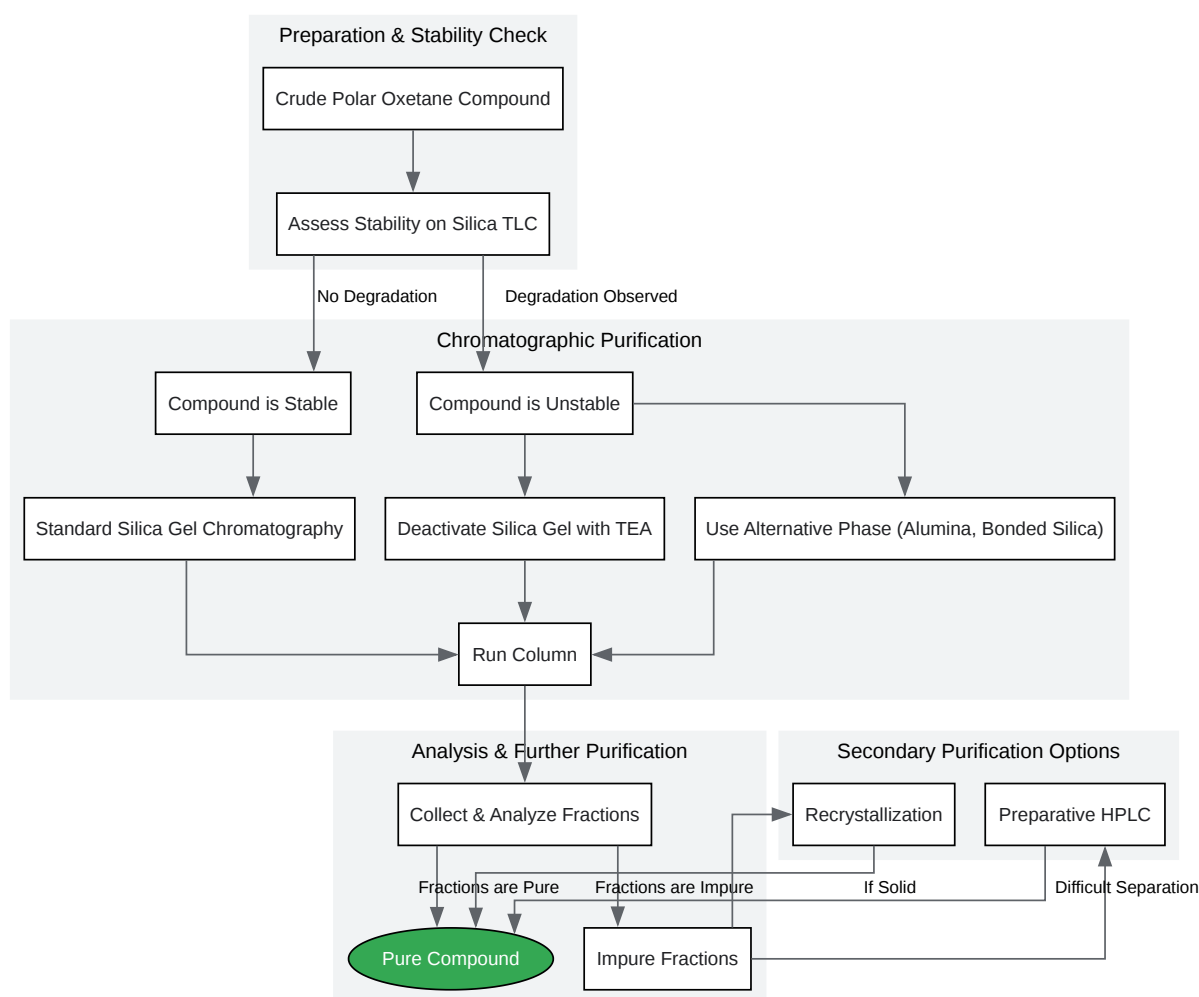 Preparation & Stability Check
Crude Polar Oxetane Compound
Assess Stability on Silica TLC
No Degradation
Degradation Observed
Chromatographic Purification
Compound is Stable
Compound is Unstable
Standard Silica Gel Chromatography
Deactivate Silica Gel with TEA
Use Alternative Phase (Alumina, Bonded Silica)
Run Column
Analysis & Further Purification
Secondary Purification Options
Collect & Analyze Fractions
Recrystallization
Preparative HPLC
Fractions are Pure
Fractions are Impure
If Solid
Difficult Separation
Pure Compound
Impure Fractions